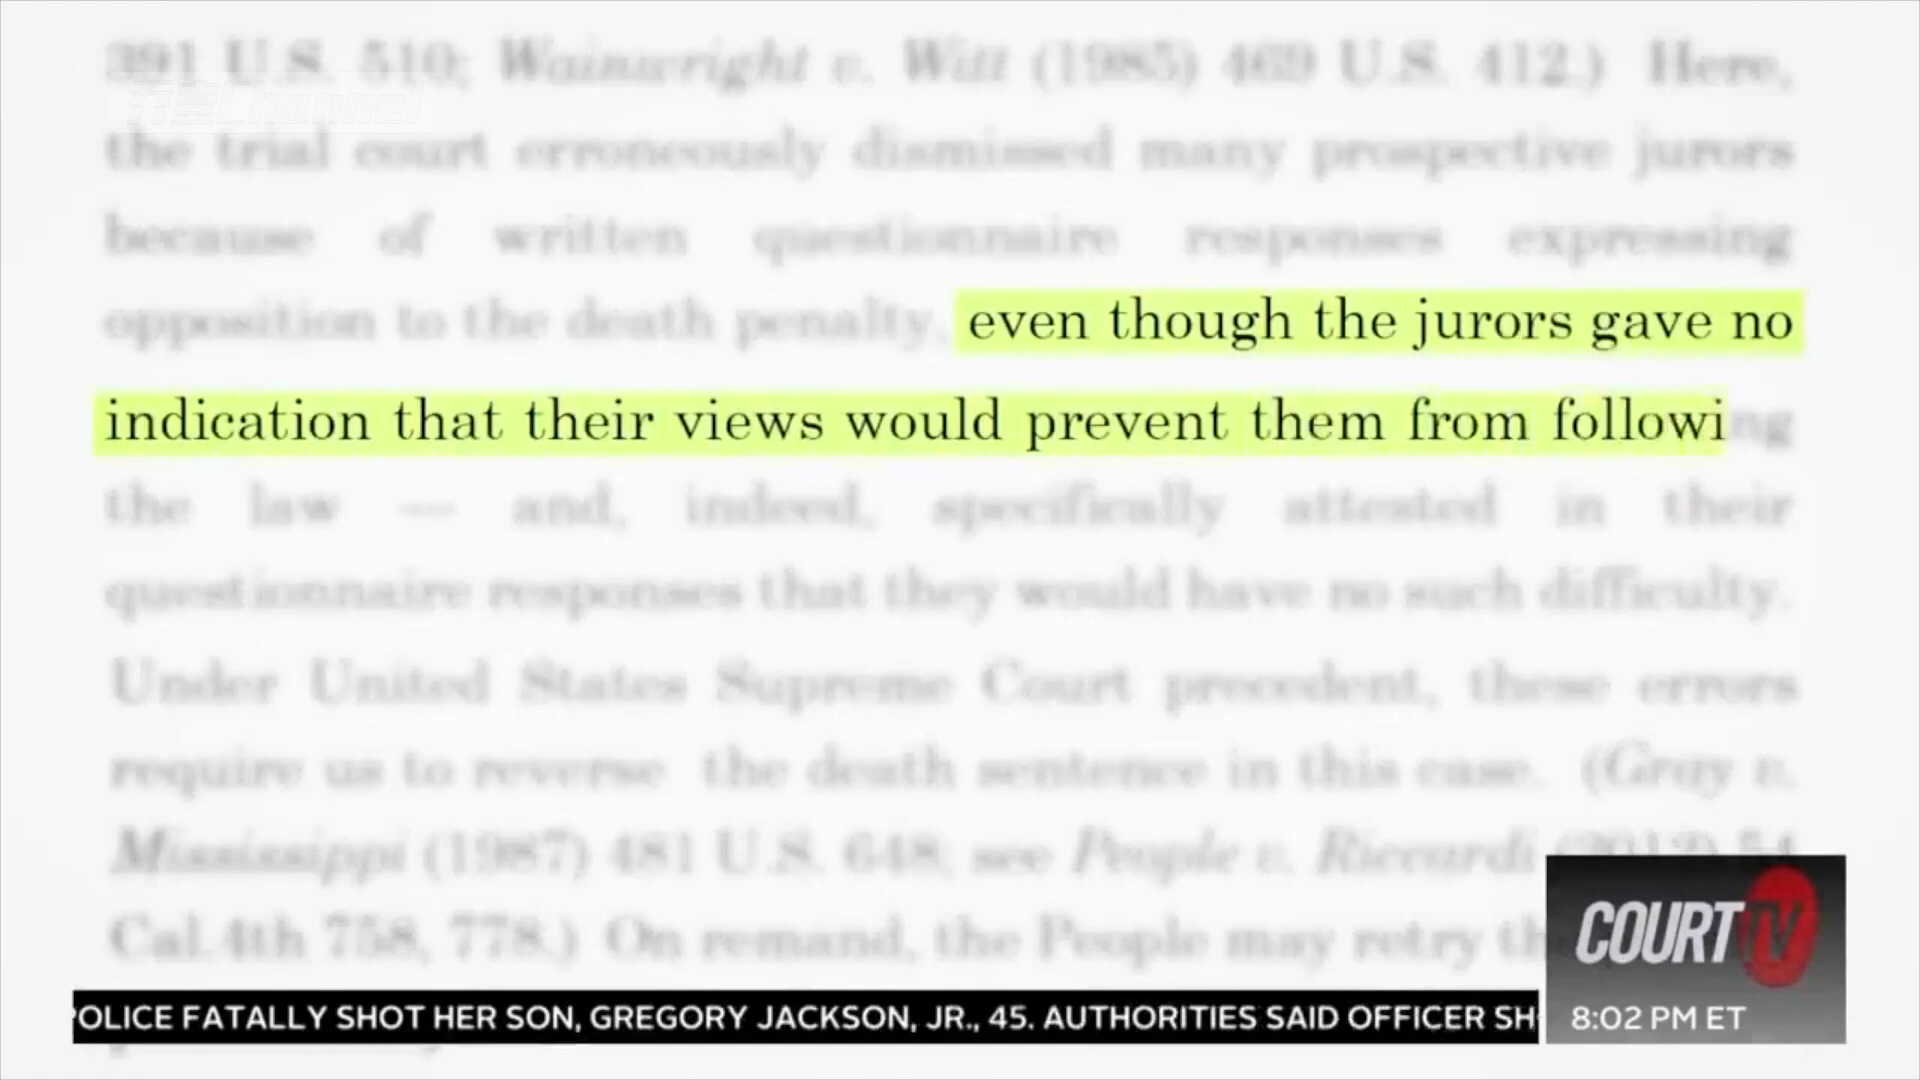 391 U.S. 510; Wainwright v. Witt (1985) 469 U.S. 412.) Here,
the trial court erroneously dismissed many prospective jurors
because of written questionnaire responses expressing
opposition to the death penalty, even though the jurors gave no
indication that their views would prevent them from following
the law — and, indeed, specifically attested in their
questionnaire responses that they would have no such difficulty.
Under United States Supreme Court precedent, these errors
require us to reverse the death sentence in this case. (Gray v.
Mississippi (1987) 481 U.S. 648; see People v. Riccardi (2012) 54
Cal.4th 758, 778.) On remand, the People may retry the
COURT TV
POLICE FATALLY SHOT HER SON, GREGORY JACKSON, JR., 45. AUTHORITIES SAID OFFICER SH
8:02 PM ET